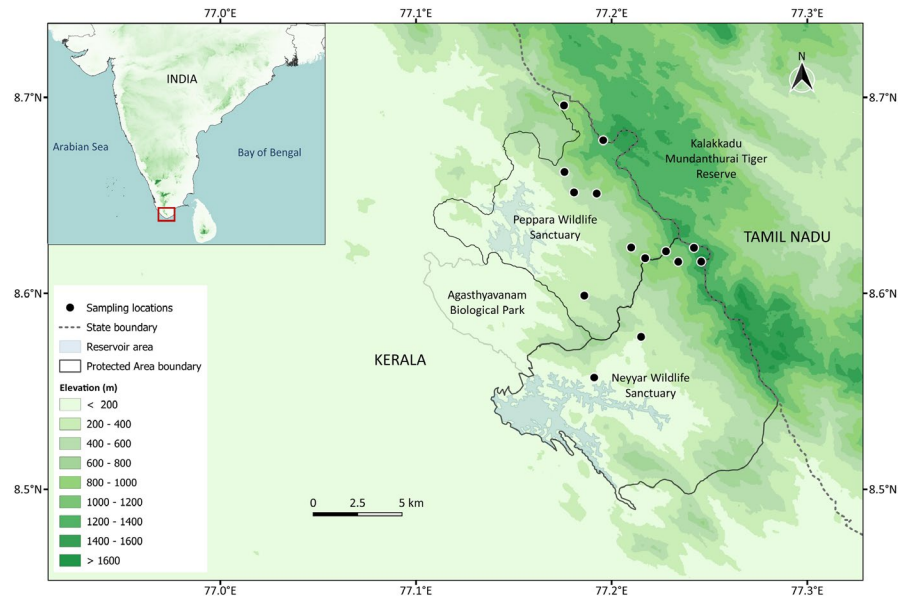 77.0°E
77.1°E
77.2°E
77.3°E
INDIA
Arabian Sea
Bay of Bengal
N
8.7°N
8.7°N
Kalakkadu
Mundanthurai Tiger
Reserve
Peppara Wildlife
Sanctuary
TAMIL NADU
8.6°N
8.6°N
Agasthyavanam
Biological Park
KERALA
Neyyar Wildlife
Sanctuary
Sampling locations
State boundary
Reservoir area
Protected Area boundary
Elevation (m)
< 200
200 - 400
400 - 600
600 - 800
800 - 1000
1000 - 1200
1200 - 1400
1400 - 1600
> 1600
8.5°N
8.5°N
0 2.5 5 km
77.0°E
77.1°E
77.2°E
77.3°E